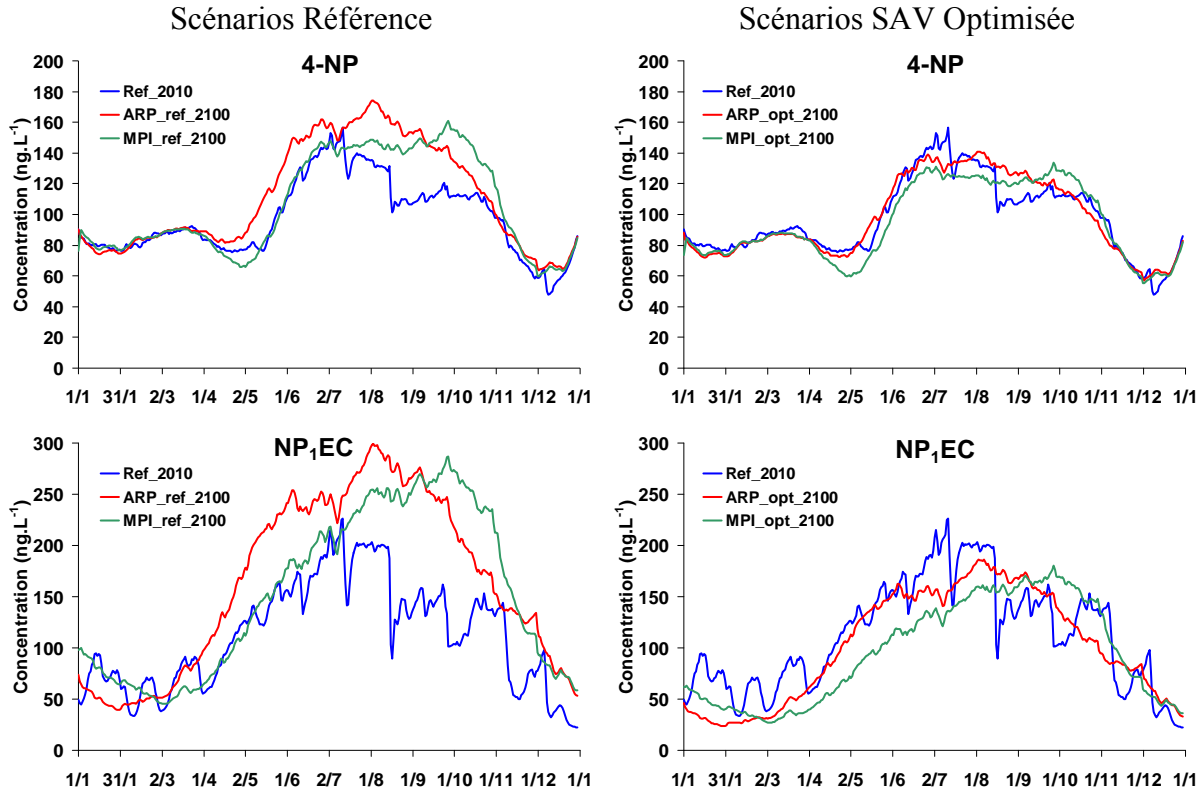 Scénarios Référence
Scénarios SAV Optimisée
4-NP
Concentration (ng.L⁻¹)
200
180
160
140
120
100
80
60
40
20
0
Ref_2010
ARP_ref_2100
MPI_ref_2100
1/1 31/1 2/3 1/4 2/5 1/6 2/7 1/8 1/9 1/10 1/11 1/12 1/1
4-NP
Concentration (ng.L⁻¹)
200
180
160
140
120
100
80
60
40
20
0
Ref_2010
ARP_opt_2100
MPI_opt_2100
1/1 31/1 2/3 1/4 2/5 1/6 2/7 1/8 1/9 1/10 1/11 1/12 1/1
NP₁EC
Concentration (ng.L⁻¹)
300
250
200
150
100
50
0
Ref_2010
ARP_ref_2100
MPI_ref_2100
1/1 31/1 2/3 1/4 2/5 1/6 2/7 1/8 1/9 1/10 1/11 1/12 1/1
NP₁EC
Concentration (ng.L⁻¹)
300
250
200
150
100
50
0
Ref_2010
ARP_opt_2100
MPI_opt_2100
1/1 31/1 2/3 1/4 2/5 1/6 2/7 1/8 1/9 1/10 1/11 1/12 1/1